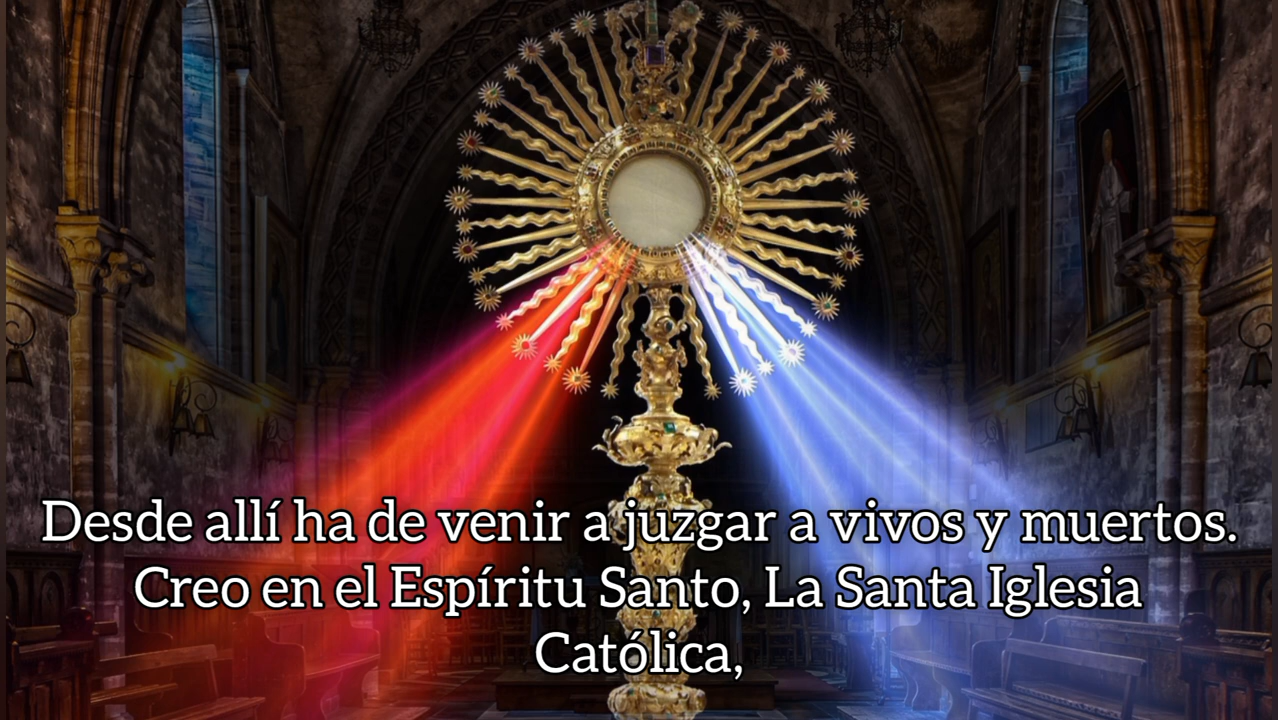 Desde allí ha de venir a juzgar a vivos y muertos.
Creo en el Espíritu Santo, La Santa Iglesia
Católica,